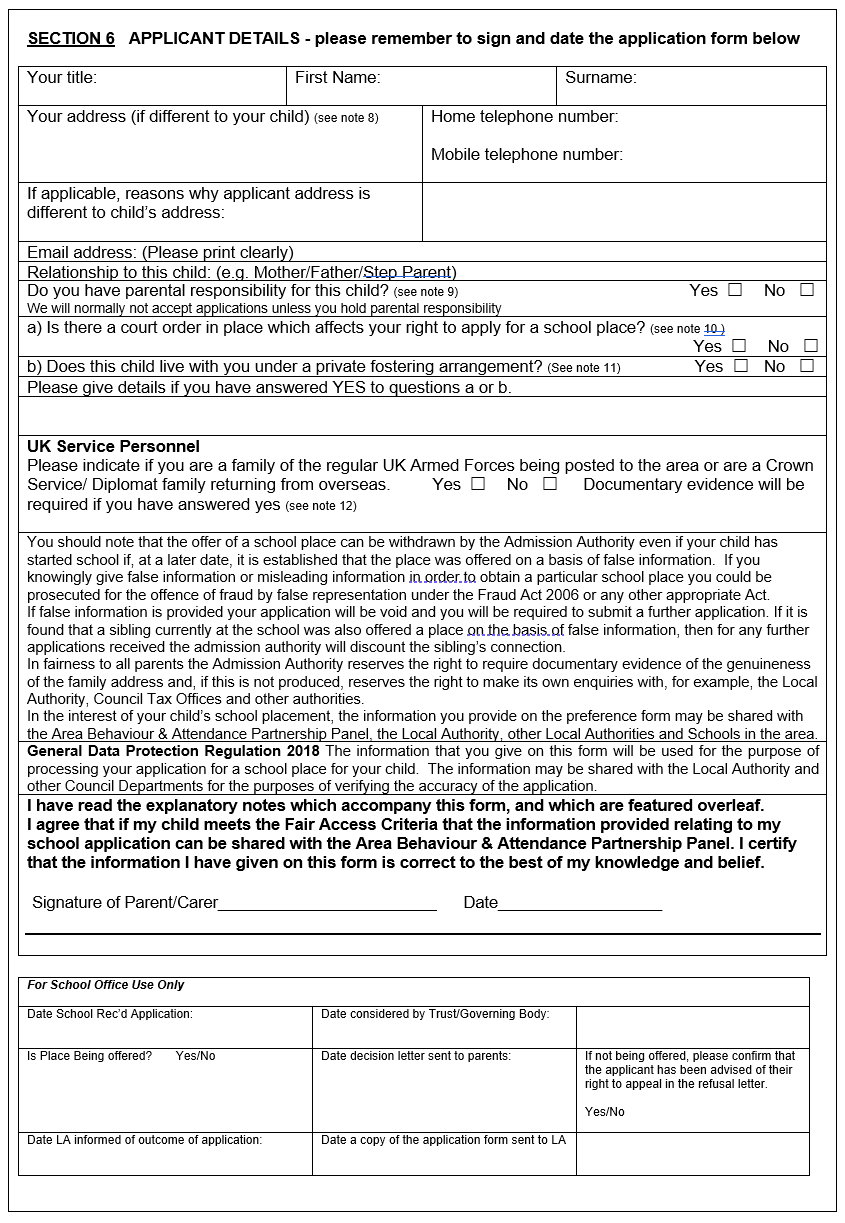 SECTION 6 APPLICANT DETAILS - please remember to sign and date the application form below
Your title: First Name: Surname:
Your address (if different to your child) (see note 8) Home telephone number:
Mobile telephone number:
If applicable, reasons why applicant address is
different to child's address:
Email address: (Please print clearly)
Relationship to this child: (e.g. Mother/Father/Step Parent)
Do you have parental responsibility for this child? (see note 9) Yes ☐ No ☐
We will normally not accept applications unless you hold parental responsibility
a) Is there a court order in place which affects your right to apply for a school place? (see note 10 )
Yes ☐ No ☐
b) Does this child live with you under a private fostering arrangement? (See note 11) Yes ☐ No ☐
Please give details if you have answered YES to questions a or b.
UK Service Personnel
Please indicate if you are a family of the regular UK Armed Forces being posted to the area or are a Crown
Service/ Diplomat family returning from overseas. Yes ☐ No ☐ Documentary evidence will be
required if you have answered yes (see note 12)
You should note that the offer of a school place can be withdrawn by the Admission Authority even if your child has
started school if, at a later date, it is established that the place was offered on a basis of false information. If you
knowingly give false information or misleading information in order to obtain a particular school place you could be
prosecuted for the offence of fraud by false representation under the Fraud Act 2006 or any other appropriate Act.
If false information is provided your application will be void and you will be required to submit a further application. If it is
found that a sibling currently at the school was also offered a place on the basis of false information, then for any further
applications received the admission authority will discount the sibling's connection.
In fairness to all parents the Admission Authority reserves the right to require documentary evidence of the genuineness
of the family address and, if this is not produced, reserves the right to make its own enquiries with, for example, the Local
Authority, Council Tax Offices and other authorities.
In the interest of your child's school placement, the information you provide on the preference form may be shared with
the Area Behaviour & Attendance Partnership Panel, the Local Authority, other Local Authorities and Schools in the area.
General Data Protection Regulation 2018 The information that you give on this form will be used for the purpose of
processing your application for a school place for your child. The information may be shared with the Local Authority and
other Council Departments for the purposes of verifying the accuracy of the application.
I have read the explanatory notes which accompany this form, and which are featured overleaf.
I agree that if my child meets the Fair Access Criteria that the information provided relating to my
school application can be shared with the Area Behaviour & Attendance Partnership Panel. I certify
that the information I have given on this form is correct to the best of my knowledge and belief.
Signature of Parent/Carer_________________________ Date___________________
For School Office Use Only
Date School Rec'd Application: Date considered by Trust/Governing Body:
Is Place Being offered? Yes/No Date decision letter sent to parents: If not being offered, please confirm that
the applicant has been advised of their
right to appeal in the refusal letter.
Yes/No
Date LA informed of outcome of application: Date a copy of the application form sent to LA